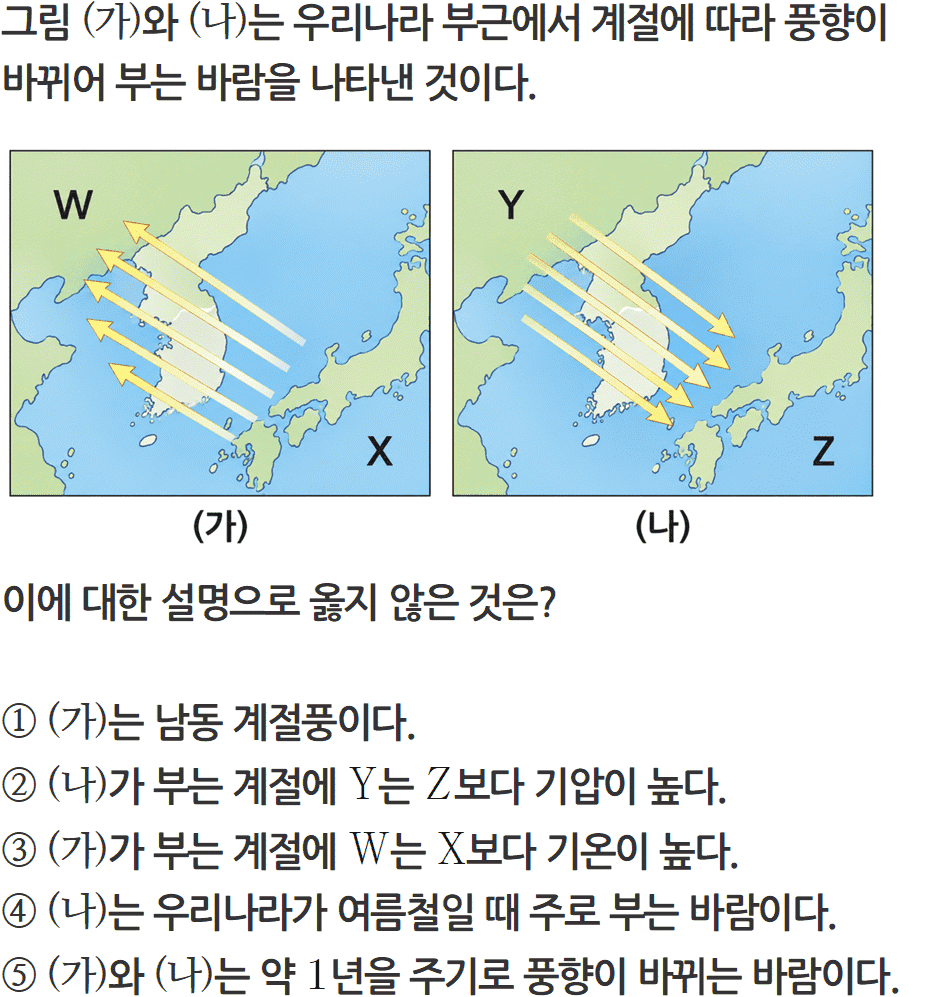 그림 (가)와 (나)는 우리나라 부근에서 계절에 따라 풍향이
바뀌어 부는 바람을 나타낸 것이다.
W
X
(가)
Y
Z
(나)
이에 대한 설명으로 옳지 않은 것은?
① (가)는 남동 계절풍이다.
② (나)가 부는 계절에 Y는 Z보다 기압이 높다.
③ (가)가 부는 계절에 W는 X보다 기온이 높다.
④ (나)는 우리나라가 여름철일 때 주로 부는 바람이다.
⑤ (가)와 (나)는 약 1년을 주기로 풍향이 바뀌는 바람이다.